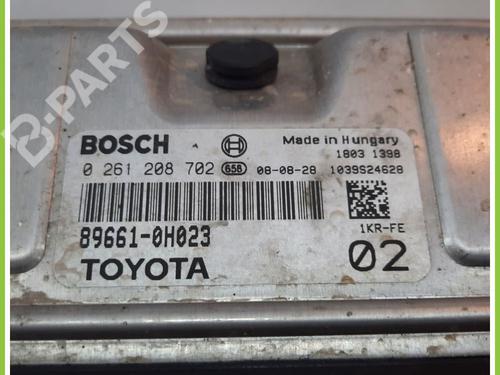 B-PARTS
BOSCH
Made in Hungary
0 261 208 702 658 08-08-28
1803 1398
1039S24628
89661-0H023
1KR-FE
TOYOTA
02